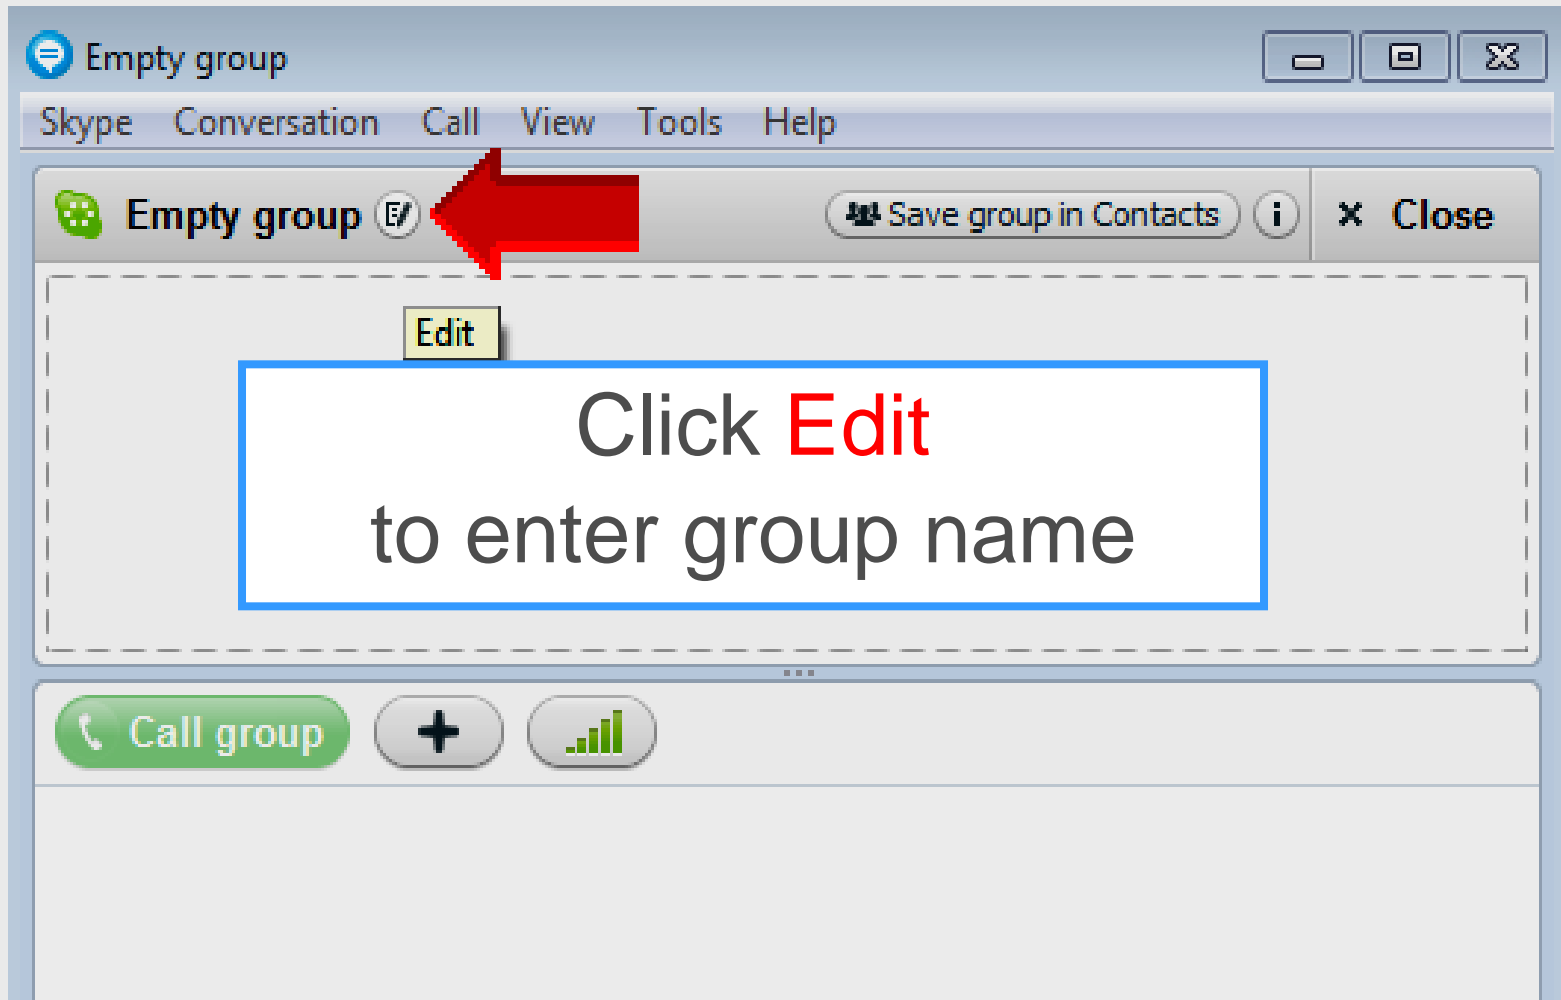 Empty group
Skype Conversation Call View Tools Help
Empty group Save group in Contacts i Close
Edit
Click Edit
to enter group name
Call group